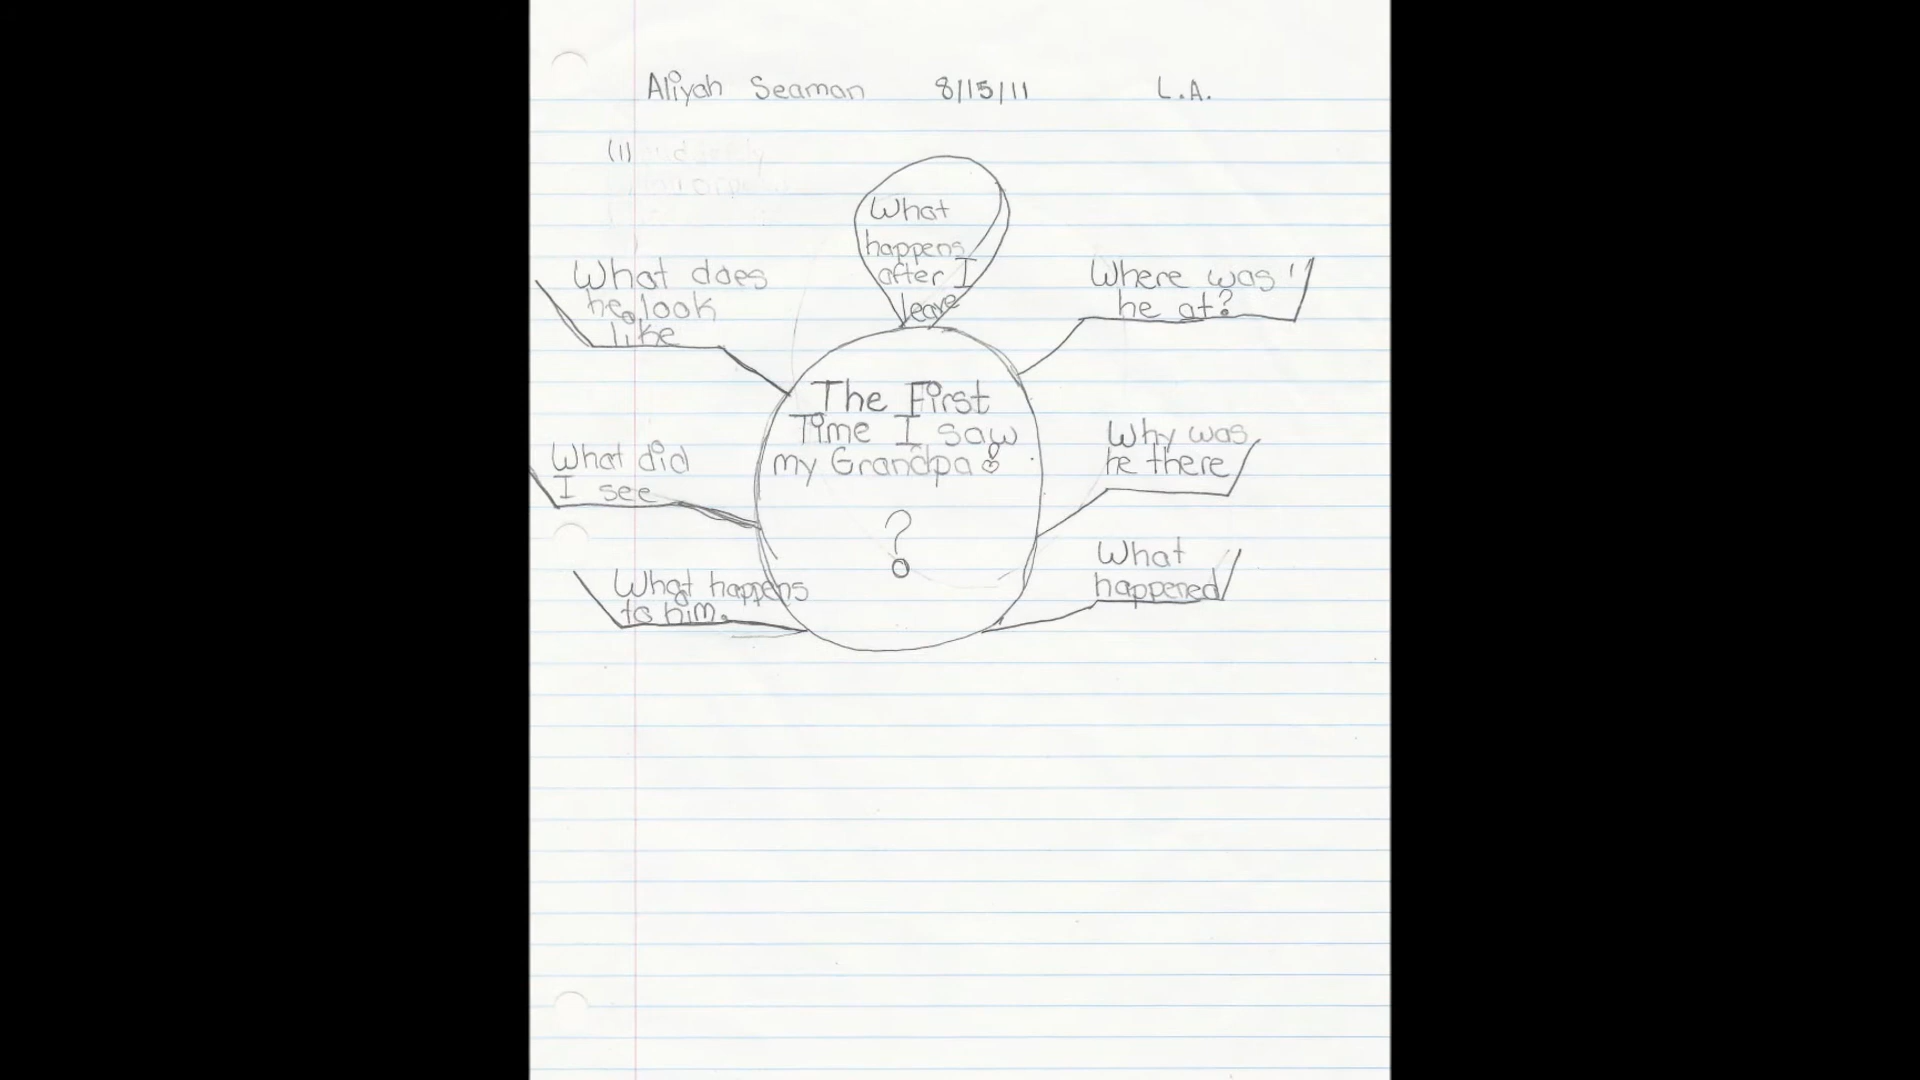 Aliyah Seaman 8/15/11 L.A.
(1)
What
happens
after I
leave
What does
he look
like
Where was
he at?
The First
Time I saw
my Grandpa!
?
What did
I see
Why was
he there
What happens
to him.
What
happened